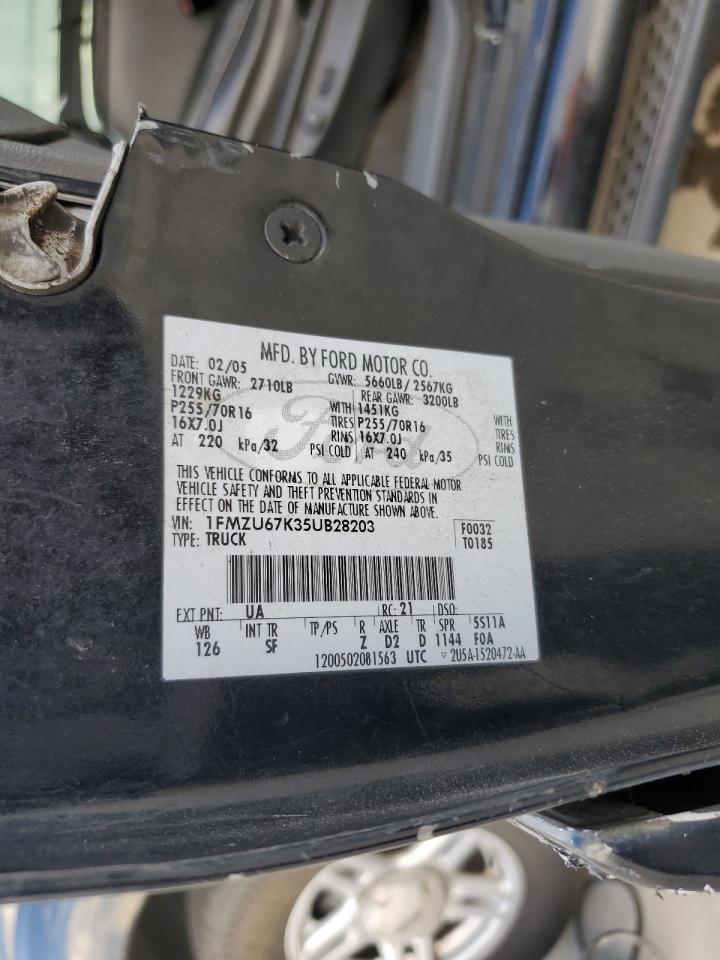 MFD. BY FORD MOTOR CO.
DATE: 02/05 GVWR: 5660LB / 2567KG
FRONT GAWR: 2710LB REAR GAWR: 3200LB
1229KG WITH 1451KG WITH
P255/70R16 TIRES P255/70R16 TIRES
16X7.0J RIMS 16X7.0J RIMS
AT 220 kPa/32 PSI COLD AT 240 kPa/35 PSI COLD
Ford
THIS VEHICLE CONFORMS TO ALL APPLICABLE FEDERAL MOTOR
VEHICLE SAFETY AND THEFT PREVENTION STANDARDS IN
EFFECT ON THE DATE OF MANUFACTURE SHOWN ABOVE.
VIN: 1FMZU67K35UB28203 F0032
TYPE: TRUCK T0185
EXT PNT: UA RC: 21 DSO:
WB INT TR TP/PS R AXLE TR SPR 5S11A
126 SF Z D2 D 1144 F0A
1200502081563 UTC ▽ 2U5A-1520472-AA